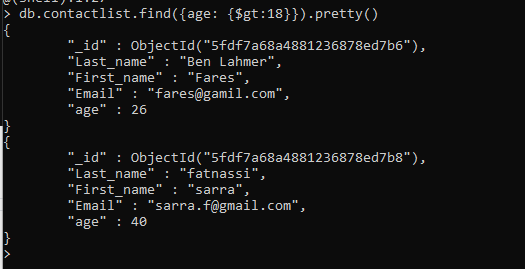 > db.contactlist.find({age: {$gt:18}}).pretty()
{
        "_id" : ObjectId("5fdf7a68a4881236878ed7b6"),
        "Last_name" : "Ben Lahmer",
        "First_name" : "Fares",
        "Email" : "fares@gamil.com",
        "age" : 26
}
{
        "_id" : ObjectId("5fdf7a68a4881236878ed7b8"),
        "Last_name" : "fatnassi",
        "First_name" : "sarra",
        "Email" : "sarra.f@gmail.com",
        "age" : 40
}
>